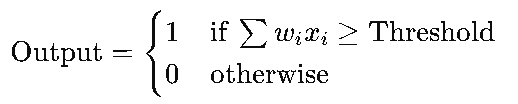 Output = { 1 if ∑ wᵢxᵢ ≥ Threshold
0 otherwise